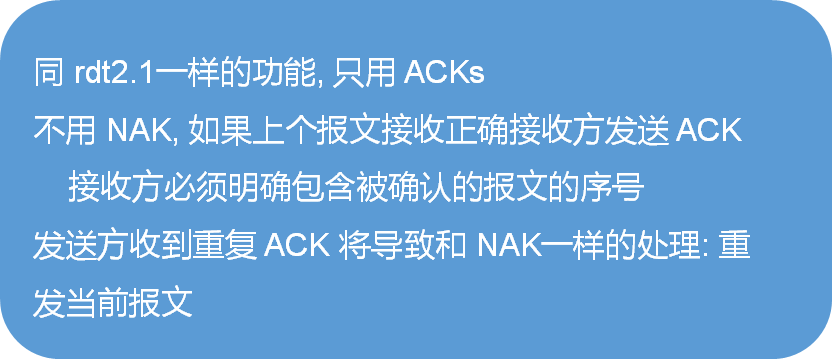 同 rdt2.1一样的功能, 只用 ACKs
不用 NAK, 如果上个报文接收正确接收方发送 ACK
接收方必须明确包含被确认的报文的序号
发送方收到重复 ACK 将导致和 NAK一样的处理: 重
发当前报文